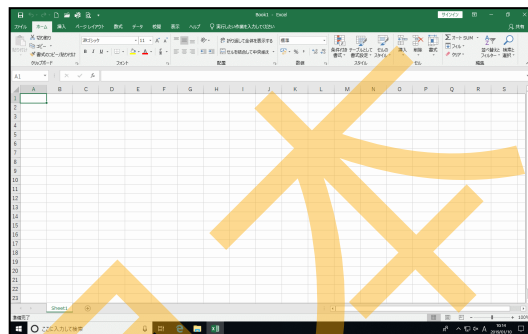 Book1 - Excel
サインイン
ファイル ホーム 挿入 ページレイアウト 数式 データ 校閲 表示 ヘルプ 実行したい作業を入力してください 共有
切り取り
コピー
書式のコピー/貼り付け
クリップボード
游ゴシック 11
B I U
フォント
折り返して全体を表示する
セルを結合して中央揃え
配置
標準
数値
条件付き書式 テーブルとして書式設定 セルのスタイル
スタイル
挿入 削除 書式
セル
オート SUM
フィル
クリア
並べ替えとフィルター 検索と選択
編集
A1 fx
A B C D E F G H I J K L M N O P Q R S
1
2
3
4
5
6
7
8
9
10
11
12
13
14
15
16
17
18
19
20
21
22
23
Sheet1
準備完了 100%
ここに入力して検索
10:14
2019/01/10